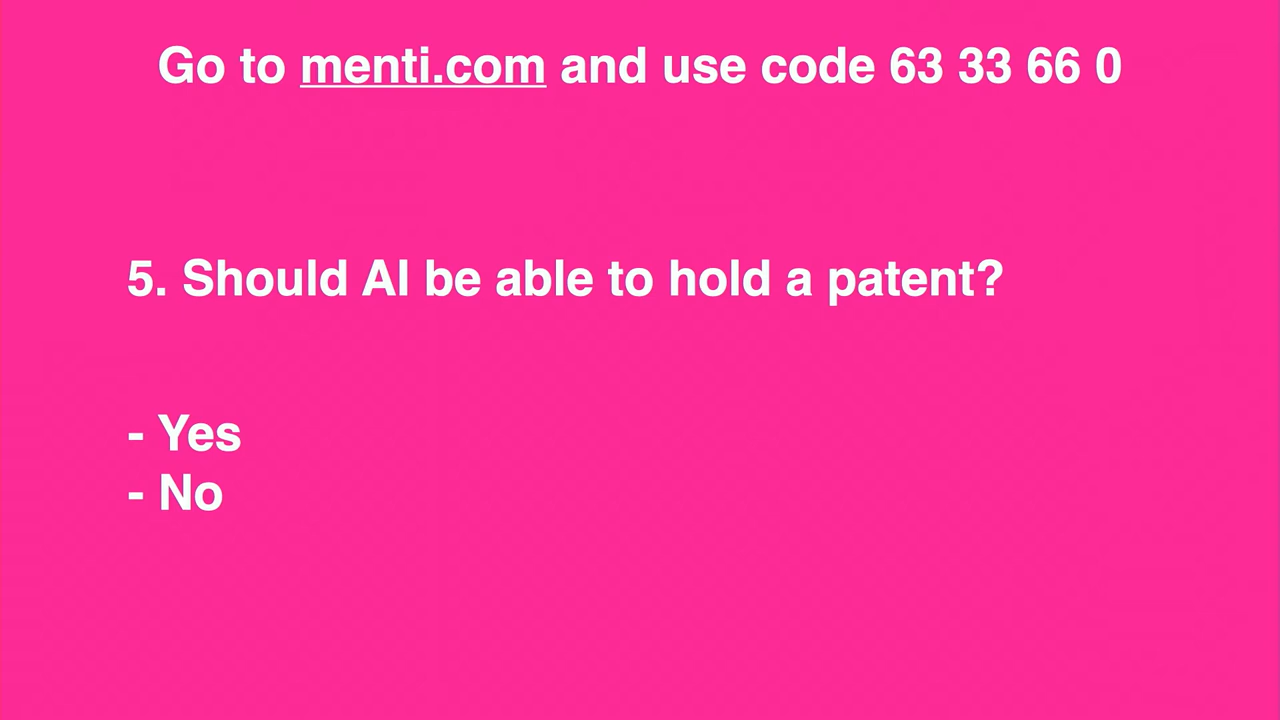 Go to menti.com and use code 63 33 66 0
5. Should AI be able to hold a patent?
- Yes
- No